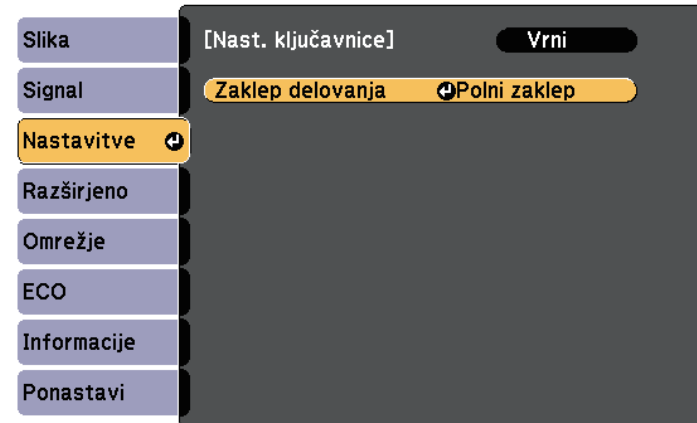 Slika
Signal
Nastavitve
Razširjeno
Omrežje
ECO
Informacije
Ponastavi
[Nast. ključavnice] Vrni
Zaklep delovanja Polni zaklep